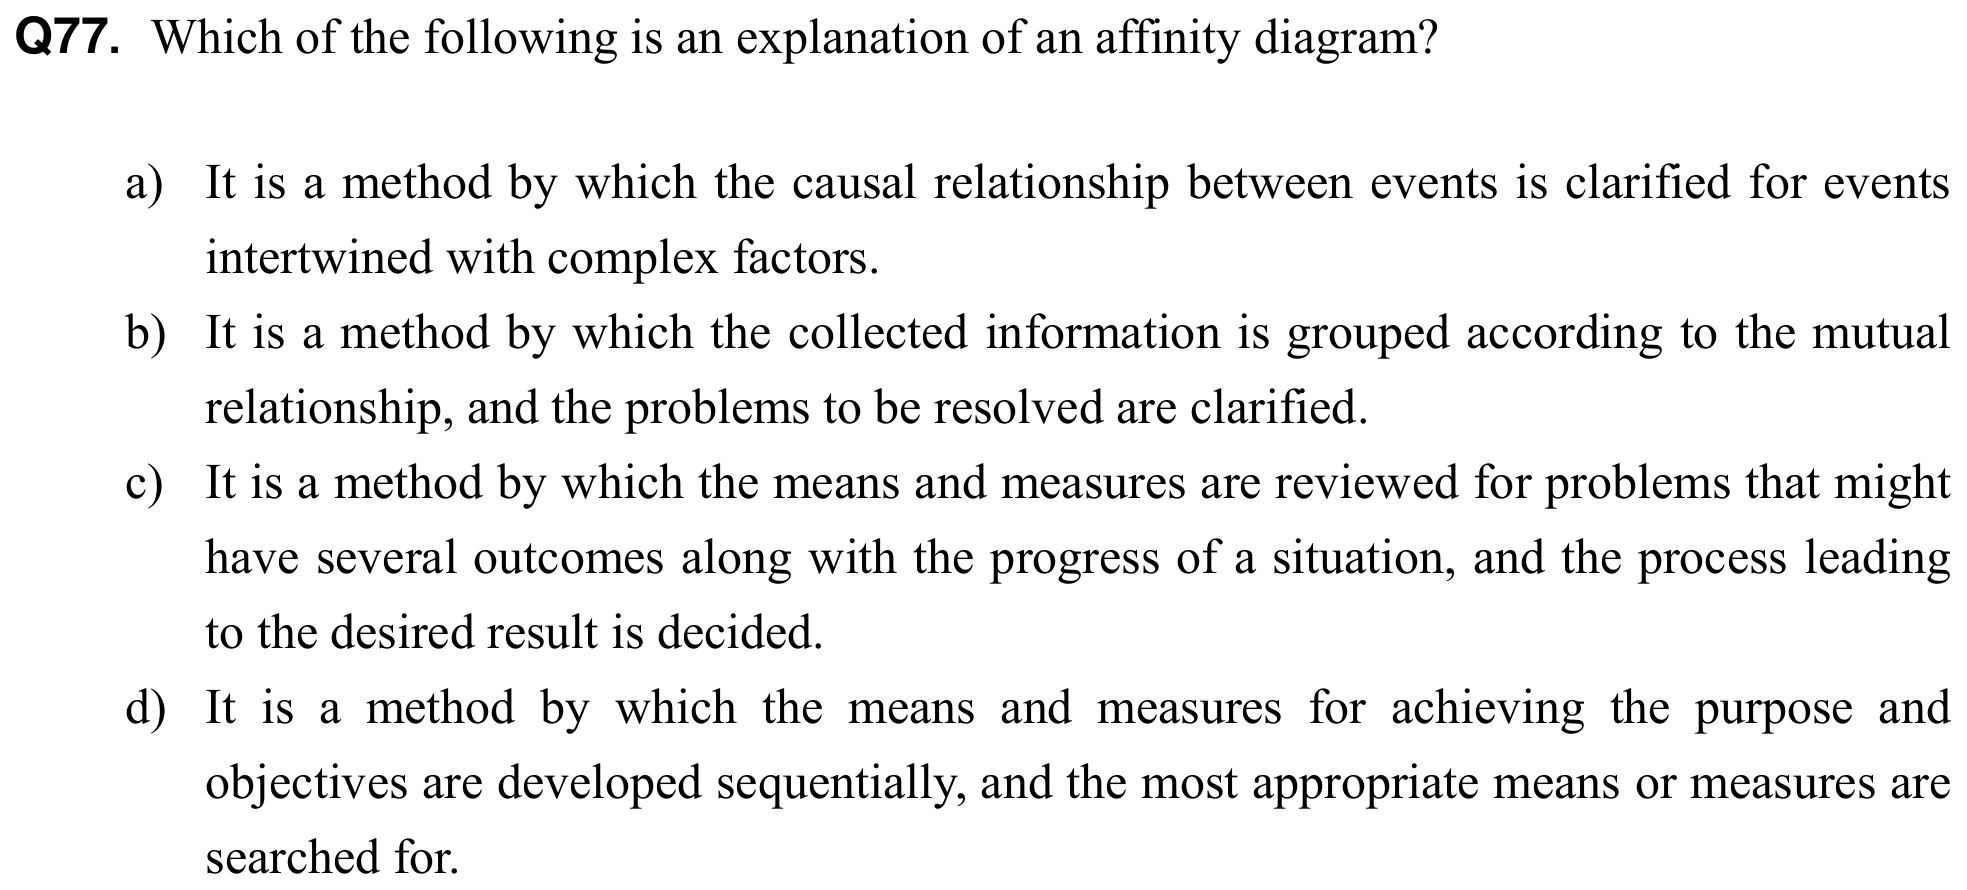 Q77. Which of the following is an explanation of an affinity diagram?
a) It is a method by which the causal relationship between events is clarified for events
intertwined with complex factors.
b) It is a method by which the collected information is grouped according to the mutual
relationship, and the problems to be resolved are clarified.
c) It is a method by which the means and measures are reviewed for problems that might
have several outcomes along with the progress of a situation, and the process leading
to the desired result is decided.
d) It is a method by which the means and measures for achieving the purpose and
objectives are developed sequentially, and the most appropriate means or measures are
searched for.